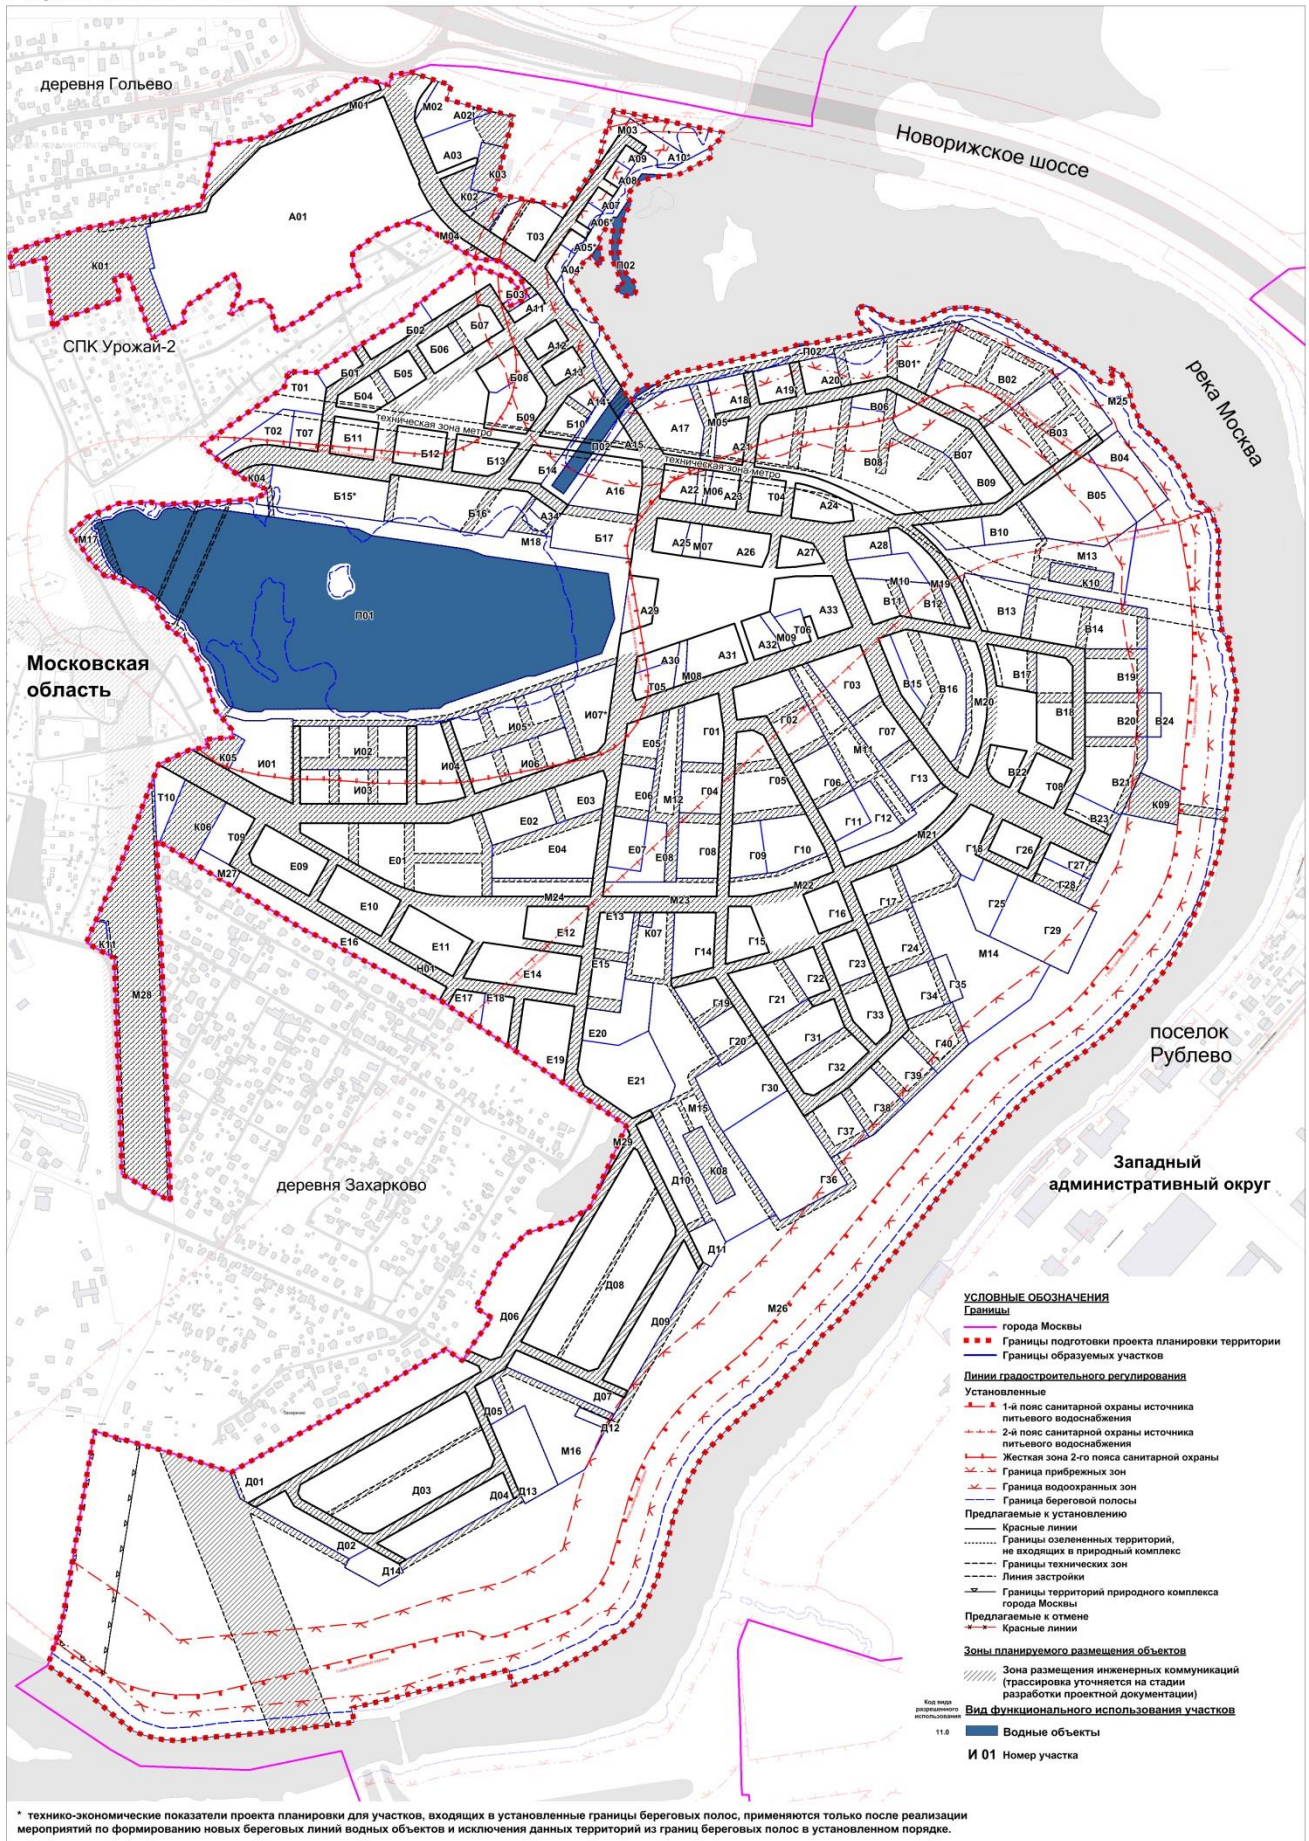 деревня Гольево
М01
М02
А02*
А03
К03
К02
М03
А09
А10*
А08
А07
А06*
А05*
А04*
Новорижское шоссе
А01
М04
Т03
П02
К01
СПК Урожай-2
Б03
А11
Б02
Б07
Б06
Б05
Б01
Б04
А12
А13
Б08
Б09
А14*
Б10
Т01
Т02
Т07
техническая зона метро
Б11
Б12
Б13
Б14
П02
А15
К04
Б15*
Б16*
А34
М18
Б17
А16
М17
П01
П02
В01*
В02
М25
река Москва
А20
А19
А18
А17
М05
А21
В06
В08
В07
В03
В04
В05
В09
В10
техническая зона метро
А22
М06
А23
Т04
А24
А25
М07
А26
А27
А28
М13
К10
А29
А33
М10
М19
В11
В12
В13
В14
Т06
М09
А32
А31
А30
М08
Т05
Московская
область
Г03
В15
В16
М20
В17
В18
В19
В20
В24
И07*
И05*
И06
И04
И02
И03
И01
К05
Т10
К06
Т09
М27
Г01
Г02
Е05
Е06
М12
Г04
Г05
М11
Г07
Г06
Г13
Г12
Г11
В22
Т08
В21
В23
К09
Е03
Е02
Е04
Е01
Е07
Е08
Г08
Г09
Г10
М21
Г18
Г26
Г27
Г28
Е09
Е10
Е11
Е16
Н01
М24
М23
М22
Е12
Е13
К07
Е14
Е15
Г14
Г15
Г16
Г17
Г25
Г29
М14
Г24
Г23
Г22
Г21
Г35
Г34
К11
М28
Е17
Е18
Е19
Е20
Е21
Г19
Г20
Г31
Г33
Г32
Г40
Г39
Г38
Г30
Г37
Г36
М15
М29
К08
Д10
Д11
поселок
Рублево
Западный
административный округ
деревня Захарково
Д08
Д06
Д09
М26
Д07
Д05
Д12
М16
Д01
Д03
Д04
Д13
Д02
Д14
УСЛОВНЫЕ ОБОЗНАЧЕНИЯ
Границы
города Москвы
Границы подготовки проекта планировки территории
Границы образуемых участков
Линии градостроительного регулирования
Установленные
1-й пояс санитарной охраны источника
питьевого водоснабжения
2-й пояс санитарной охраны источника
питьевого водоснабжения
Жесткая зона 2-го пояса санитарной охраны
Граница прибрежных зон
Граница водоохранных зон
Граница береговой полосы
Предлагаемые к установлению
Красные линии
Границы озелененных территорий,
не входящих в природный комплекс
Границы технических зон
Линия застройки
Границы территорий природного комплекса
города Москвы
Предлагаемые к отмене
Красные линии
Зоны планируемого размещения объектов
Зона размещения инженерных коммуникаций
(трассировка уточняется на стадии
разработки проектной документации)
Код вида
разрешенного
использования
Вид функционального использования участков
11.0
Водные объекты
И 01 Номер участка
* технико-экономические показатели проекта планировки для участков, входящих в установленные границы береговых полос, применяются только после реализации
мероприятий по формированию новых береговых линий водных объектов и исключения данных территорий из границ береговых полос в установленном порядке.